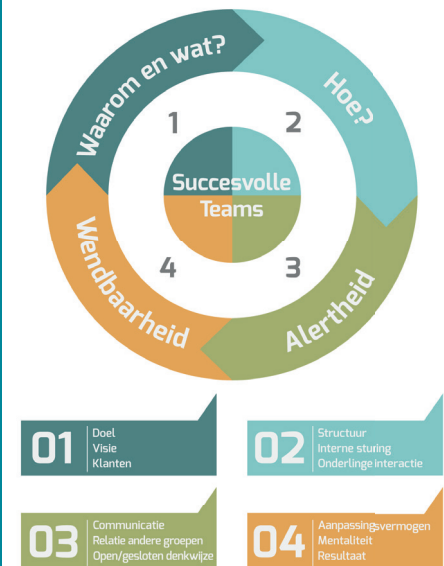 Waarom en wat?
Hoe?
1
2
Succesvolle
Teams
4
3
Wendbaarheid
Alertheid
01
Doel
Visie
Klanten
02
Structuur
Interne sturing
Onderlinge interactie
03
Communicatie
Relatie andere groepen
Open/gesloten denkwijze
04
Aanpassingsvermogen
Mentaliteit
Resultaat